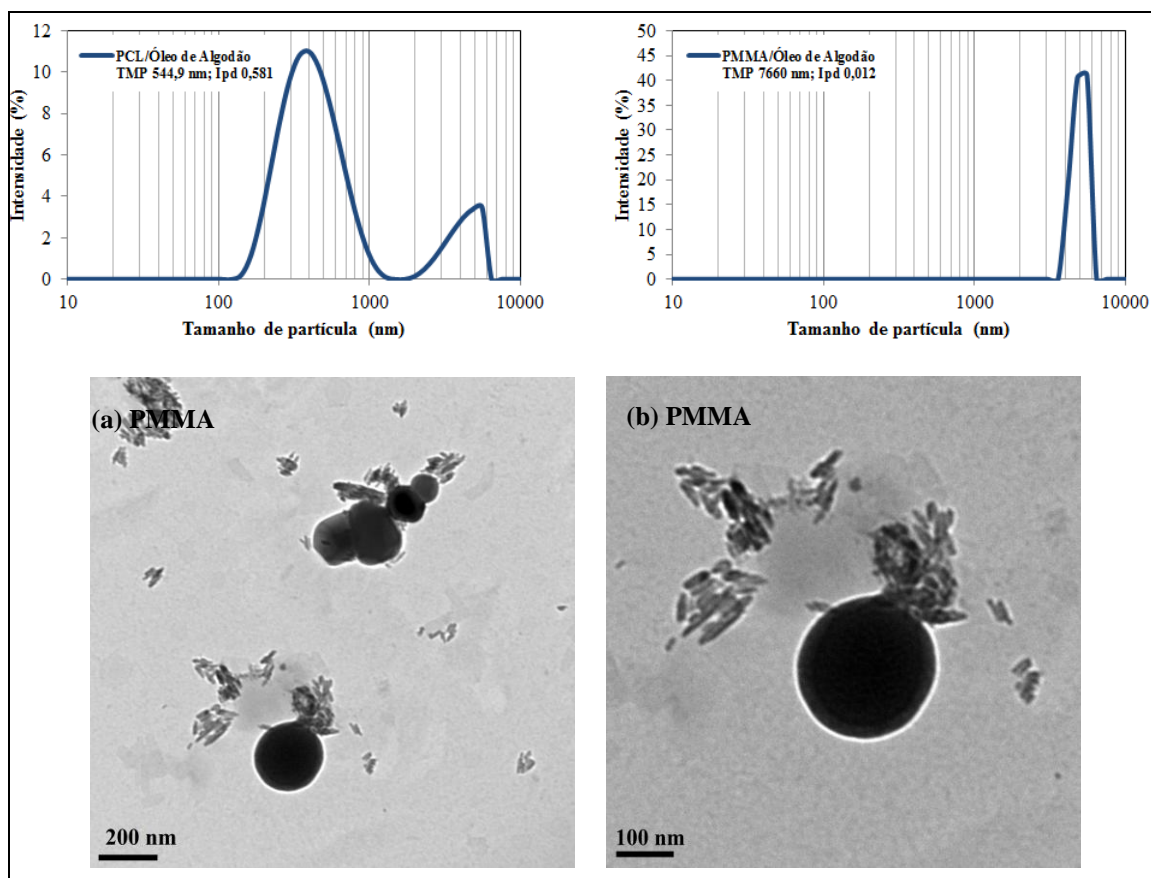 PCL/Óleo de Algodão
TMP 544,9 nm; Ipd 0,581
Intensidade (%)
12
10
8
6
4
2
0
10 100 1000 10000
Tamanho de partícula (nm)
PMMA/Óleo de Algodão
TMP 7660 nm; Ipd 0,012
Intensidade (%)
50
45
40
35
30
25
20
15
10
5
0
10 100 1000 10000
Tamanho de partícula (nm)
(a) PMMA
200 nm
(b) PMMA
100 nm